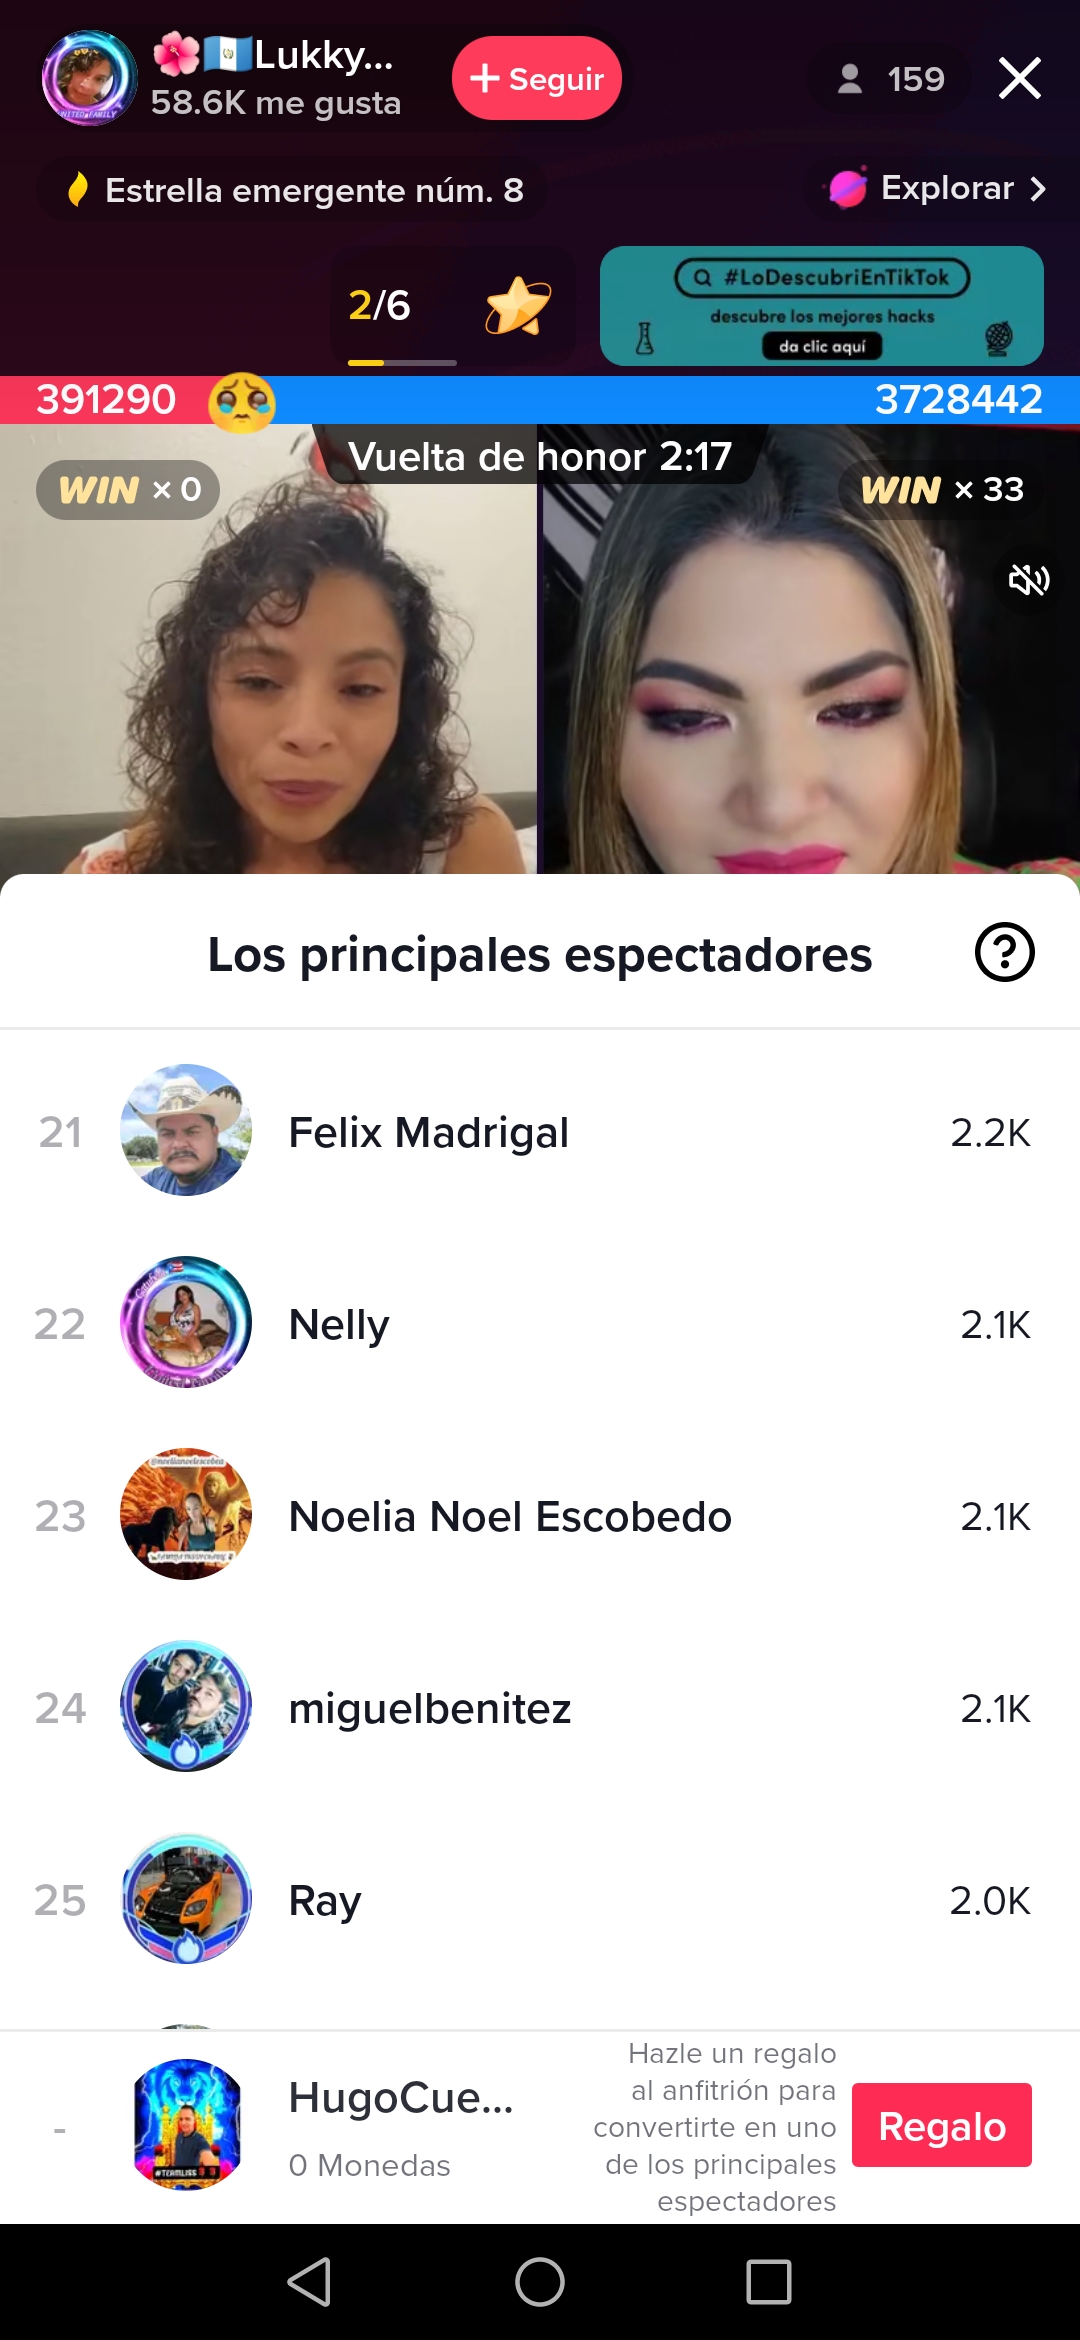 🌺🇬🇹Lukky...
58.6K me gusta
+ Seguir
159
Estrella emergente núm. 8
Explorar
2/6
#LoDescubriEnTikTok
descubre los mejores hacks
da clic aquí
391290
3728442
Vuelta de honor 2:17
WIN × 0
WIN × 33
Los principales espectadores
21 Felix Madrigal 2.2K
22 Nelly 2.1K
23 Noelia Noel Escobedo 2.1K
24 miguelbenitez 2.1K
25 Ray 2.0K
- HugoCue...
0 Monedas
Hazle un regalo
al anfitrión para
convertirte en uno
de los principales
espectadores
Regalo
#TEAMLISS